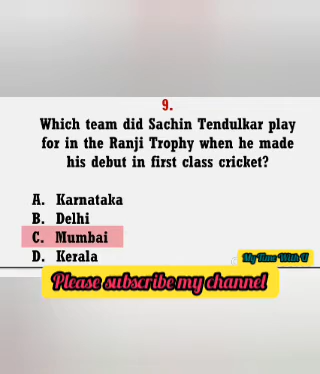 9.
Which team did Sachin Tendulkar play
for in the Ranji Trophy when he made
his debut in first class cricket?
A. Karnataka
B. Delhi
C. Mumbai
D. Kerala
My Time With U
Please subscribe my channel